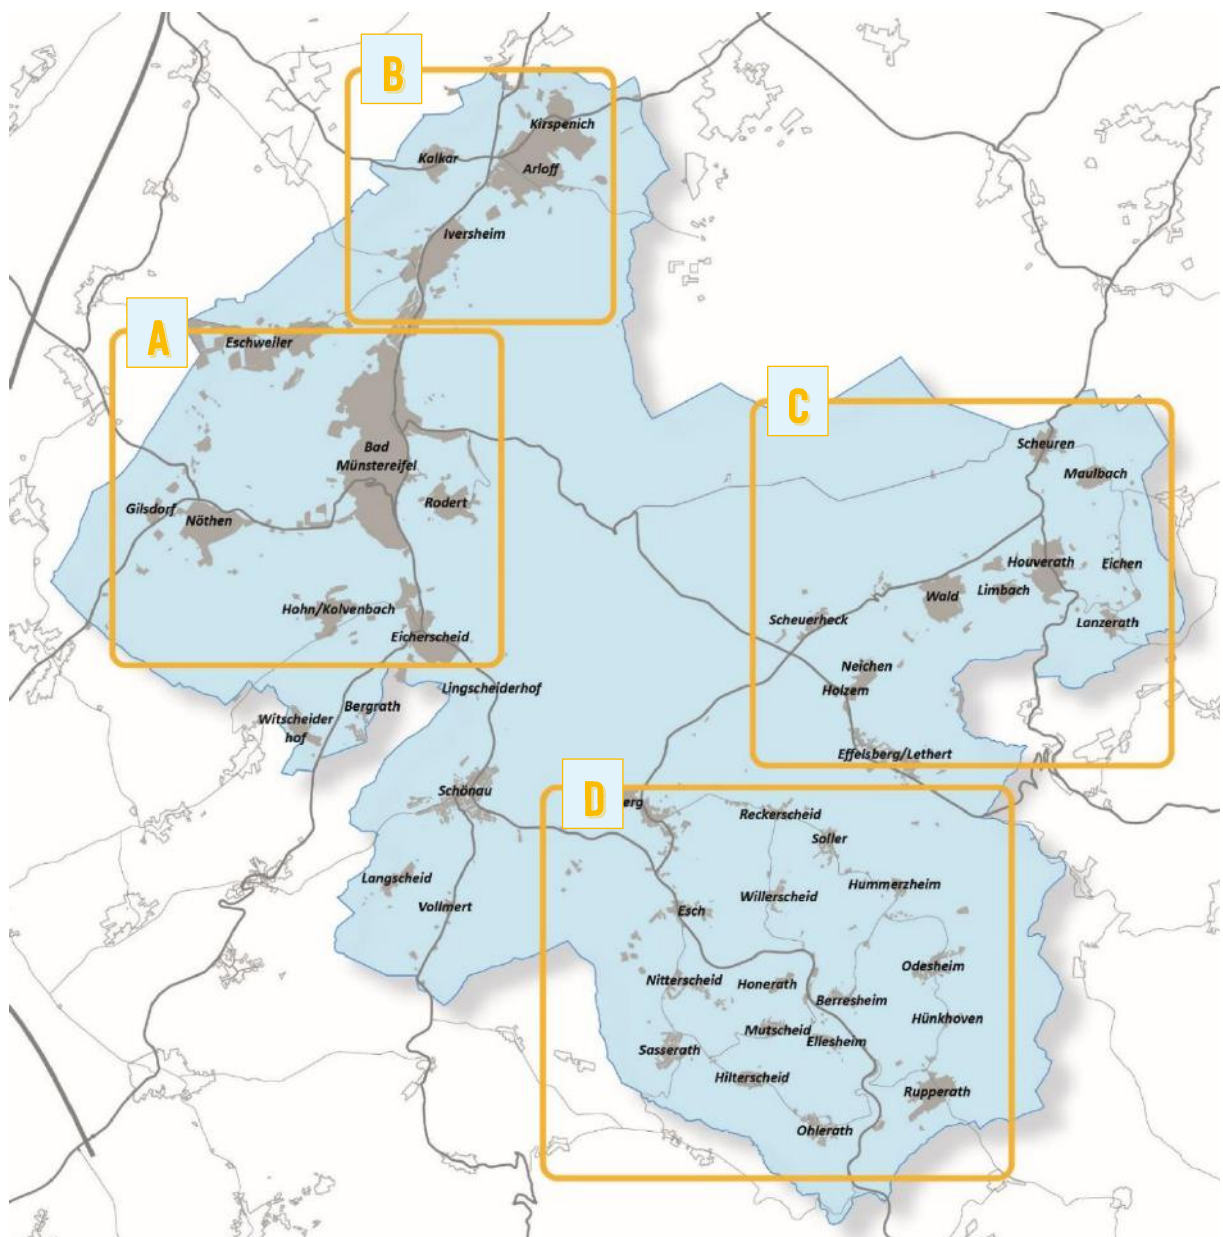 B
Kirspenich
Kalkar
Arloff
Iversheim
A
Eschweiler
C
Bad
Münstereifel
Scheuren
Maulbach
Rodert
Gilsdorf
Nöthen
Houverath
Eichen
Limbach
Wald
Hohn/Kolvenbach
Scheuerheck
Lanzerath
Eicherscheid
Neichen
Holzem
Lingscheiderhof
Bergrath
Witscheider
hof
Effelsberg/Lethert
Schönau
D
erg
Reckerscheid
Soller
Langscheid
Hummerzheim
Willerscheid
Vollmert
Esch
Odesheim
Nitterscheid
Honerath
Berresheim
Hünkhoven
Mutscheid
Ellesheim
Sasserath
Hilterscheid
Rupperath
Ohlerath